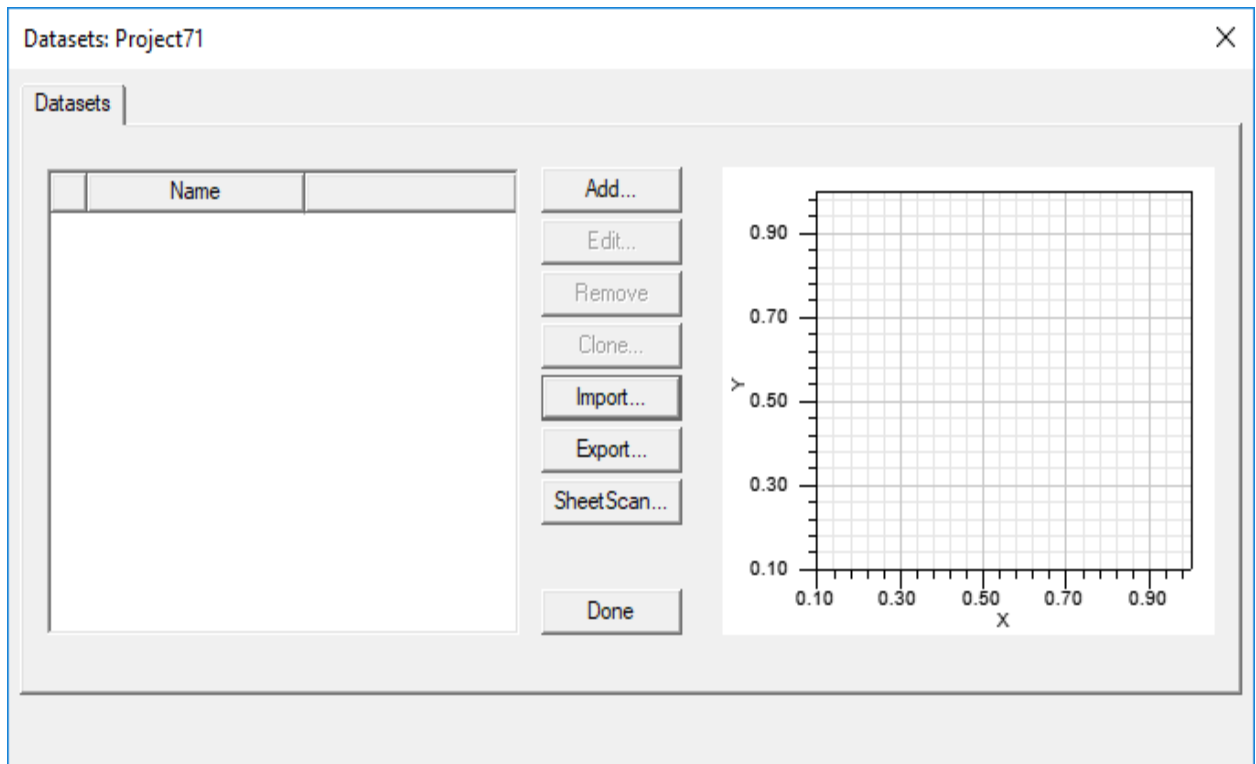 Datasets: Project71
Datasets
Name
Add...
Edit...
Remove
Clone...
Import...
Export...
SheetScan...
Done
0.90
0.70
0.50
0.30
0.10
Y
0.10 0.30 0.50 0.70 0.90
X